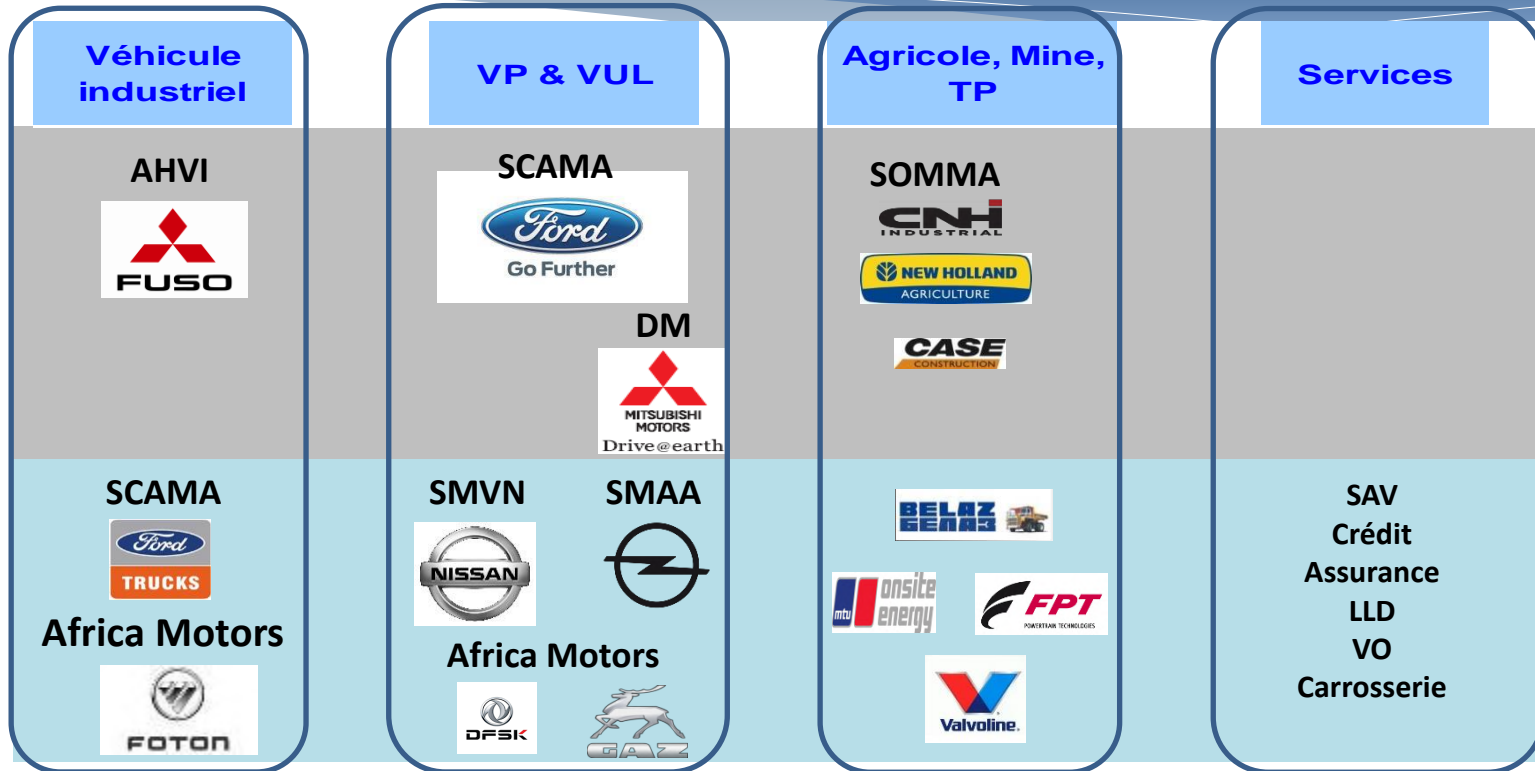 Véhicule
industriel
VP & VUL
Agricole, Mine,
TP
Services
AHVI
FUSO
SCAMA
Ford
Go Further
DM
MITSUBISHI
MOTORS
Drive@earth
SOMMA
CNH
INDUSTRIAL
NEW HOLLAND
AGRICULTURE
CASE
CONSTRUCTION
SCAMA
Ford
TRUCKS
Africa Motors
FOTON
SMVN
SMAA
NISSAN
Africa Motors
DFSK
GAZ
BELAZ
БЕЛАЗ
mtu
onsite
energy
FPT
POWERTRAIN TECHNOLOGIES
Valvoline.
SAV
Crédit
Assurance
LLD
VO
Carrosserie